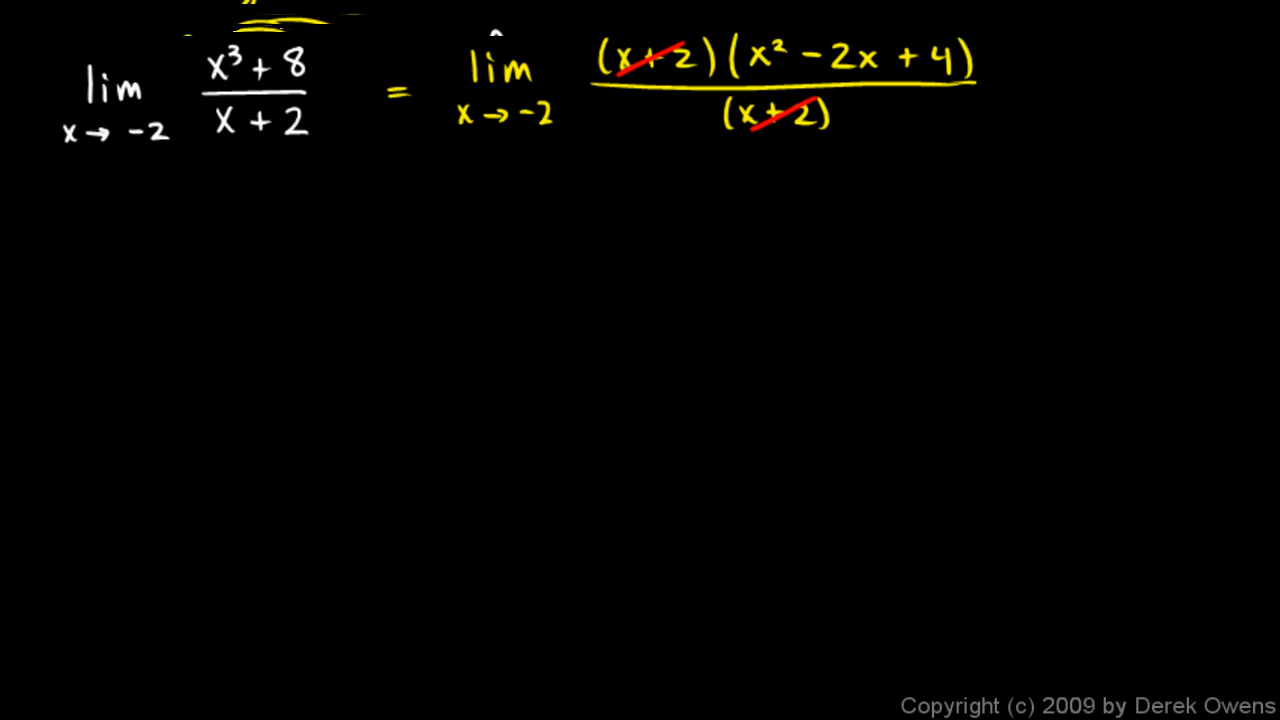 lim x→-2 x³ + 8 / x + 2 = lim x→-2 (x + 2)(x² - 2x + 4) / (x + 2)
Copyright (c) 2009 by Derek Owens